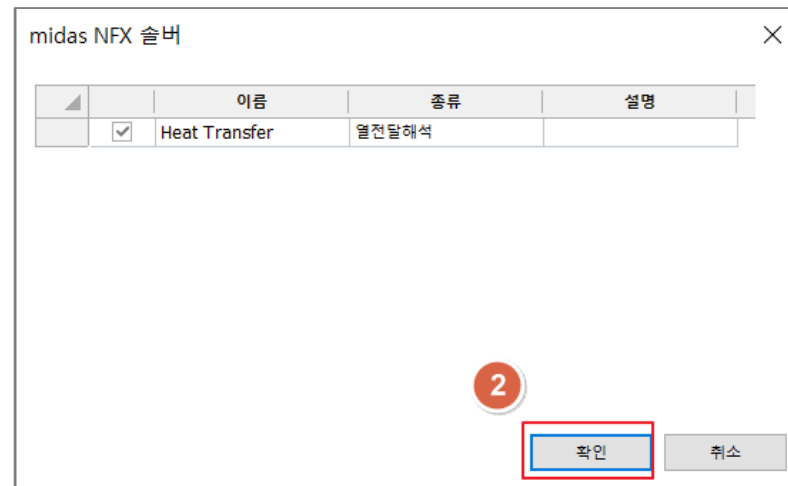 midas NFX 솔버
이름 종류 설명
Heat Transfer 열전달해석
2
확인 취소